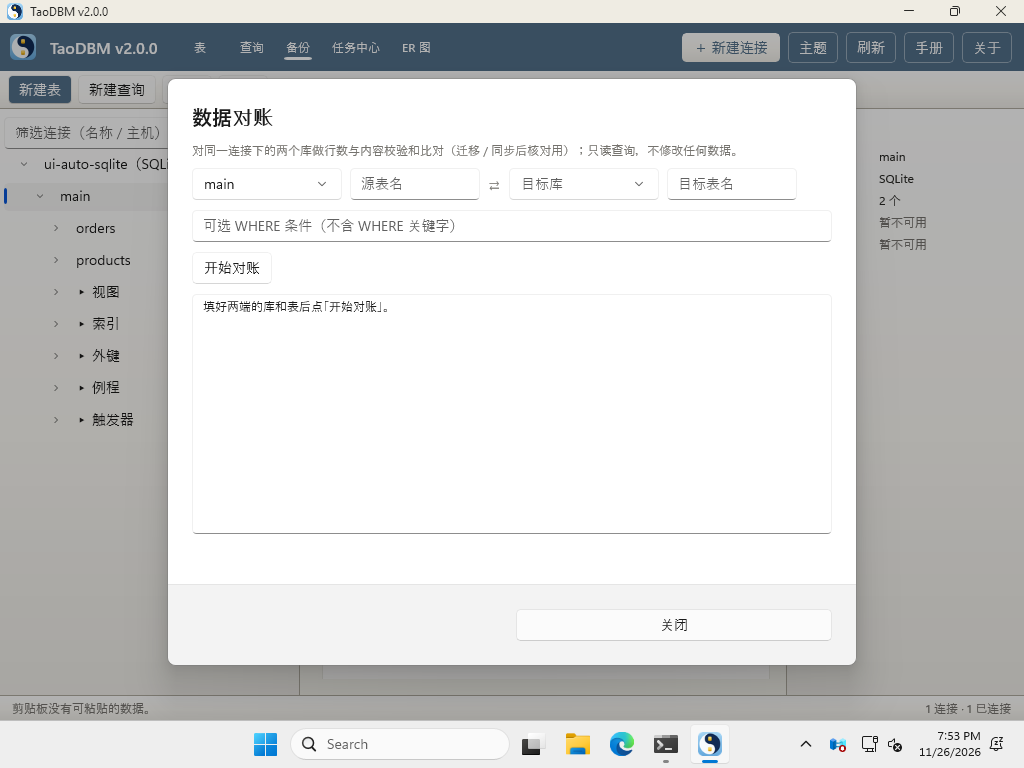 TaoDBM v2.0.0
TaoDBM v2.0.0 表 查询 备份 任务中心 ER 图 + 新建连接 主题 刷新 手册 关于
新建表 新建查询
筛选连接（名称 / 主机）
ui-auto-sqlite（SQLi
main
orders
products
▸ 视图
▸ 索引
▸ 外键
▸ 例程
▸ 触发器
数据对账
对同一连接下的两个库做行数与内容校验和比对（迁移 / 同步后核对用）；只读查询，不修改任何数据。
main 源表名 ⇄ 目标库 目标表名
可选 WHERE 条件（不含 WHERE 关键字）
开始对账
填好两端的库和表后点「开始对账」。
关闭
main
SQLite
2 个
暂不可用
暂不可用
剪贴板没有可粘贴的数据。 1 连接 · 1 已连接
Search
7:53 PM
11/26/2026